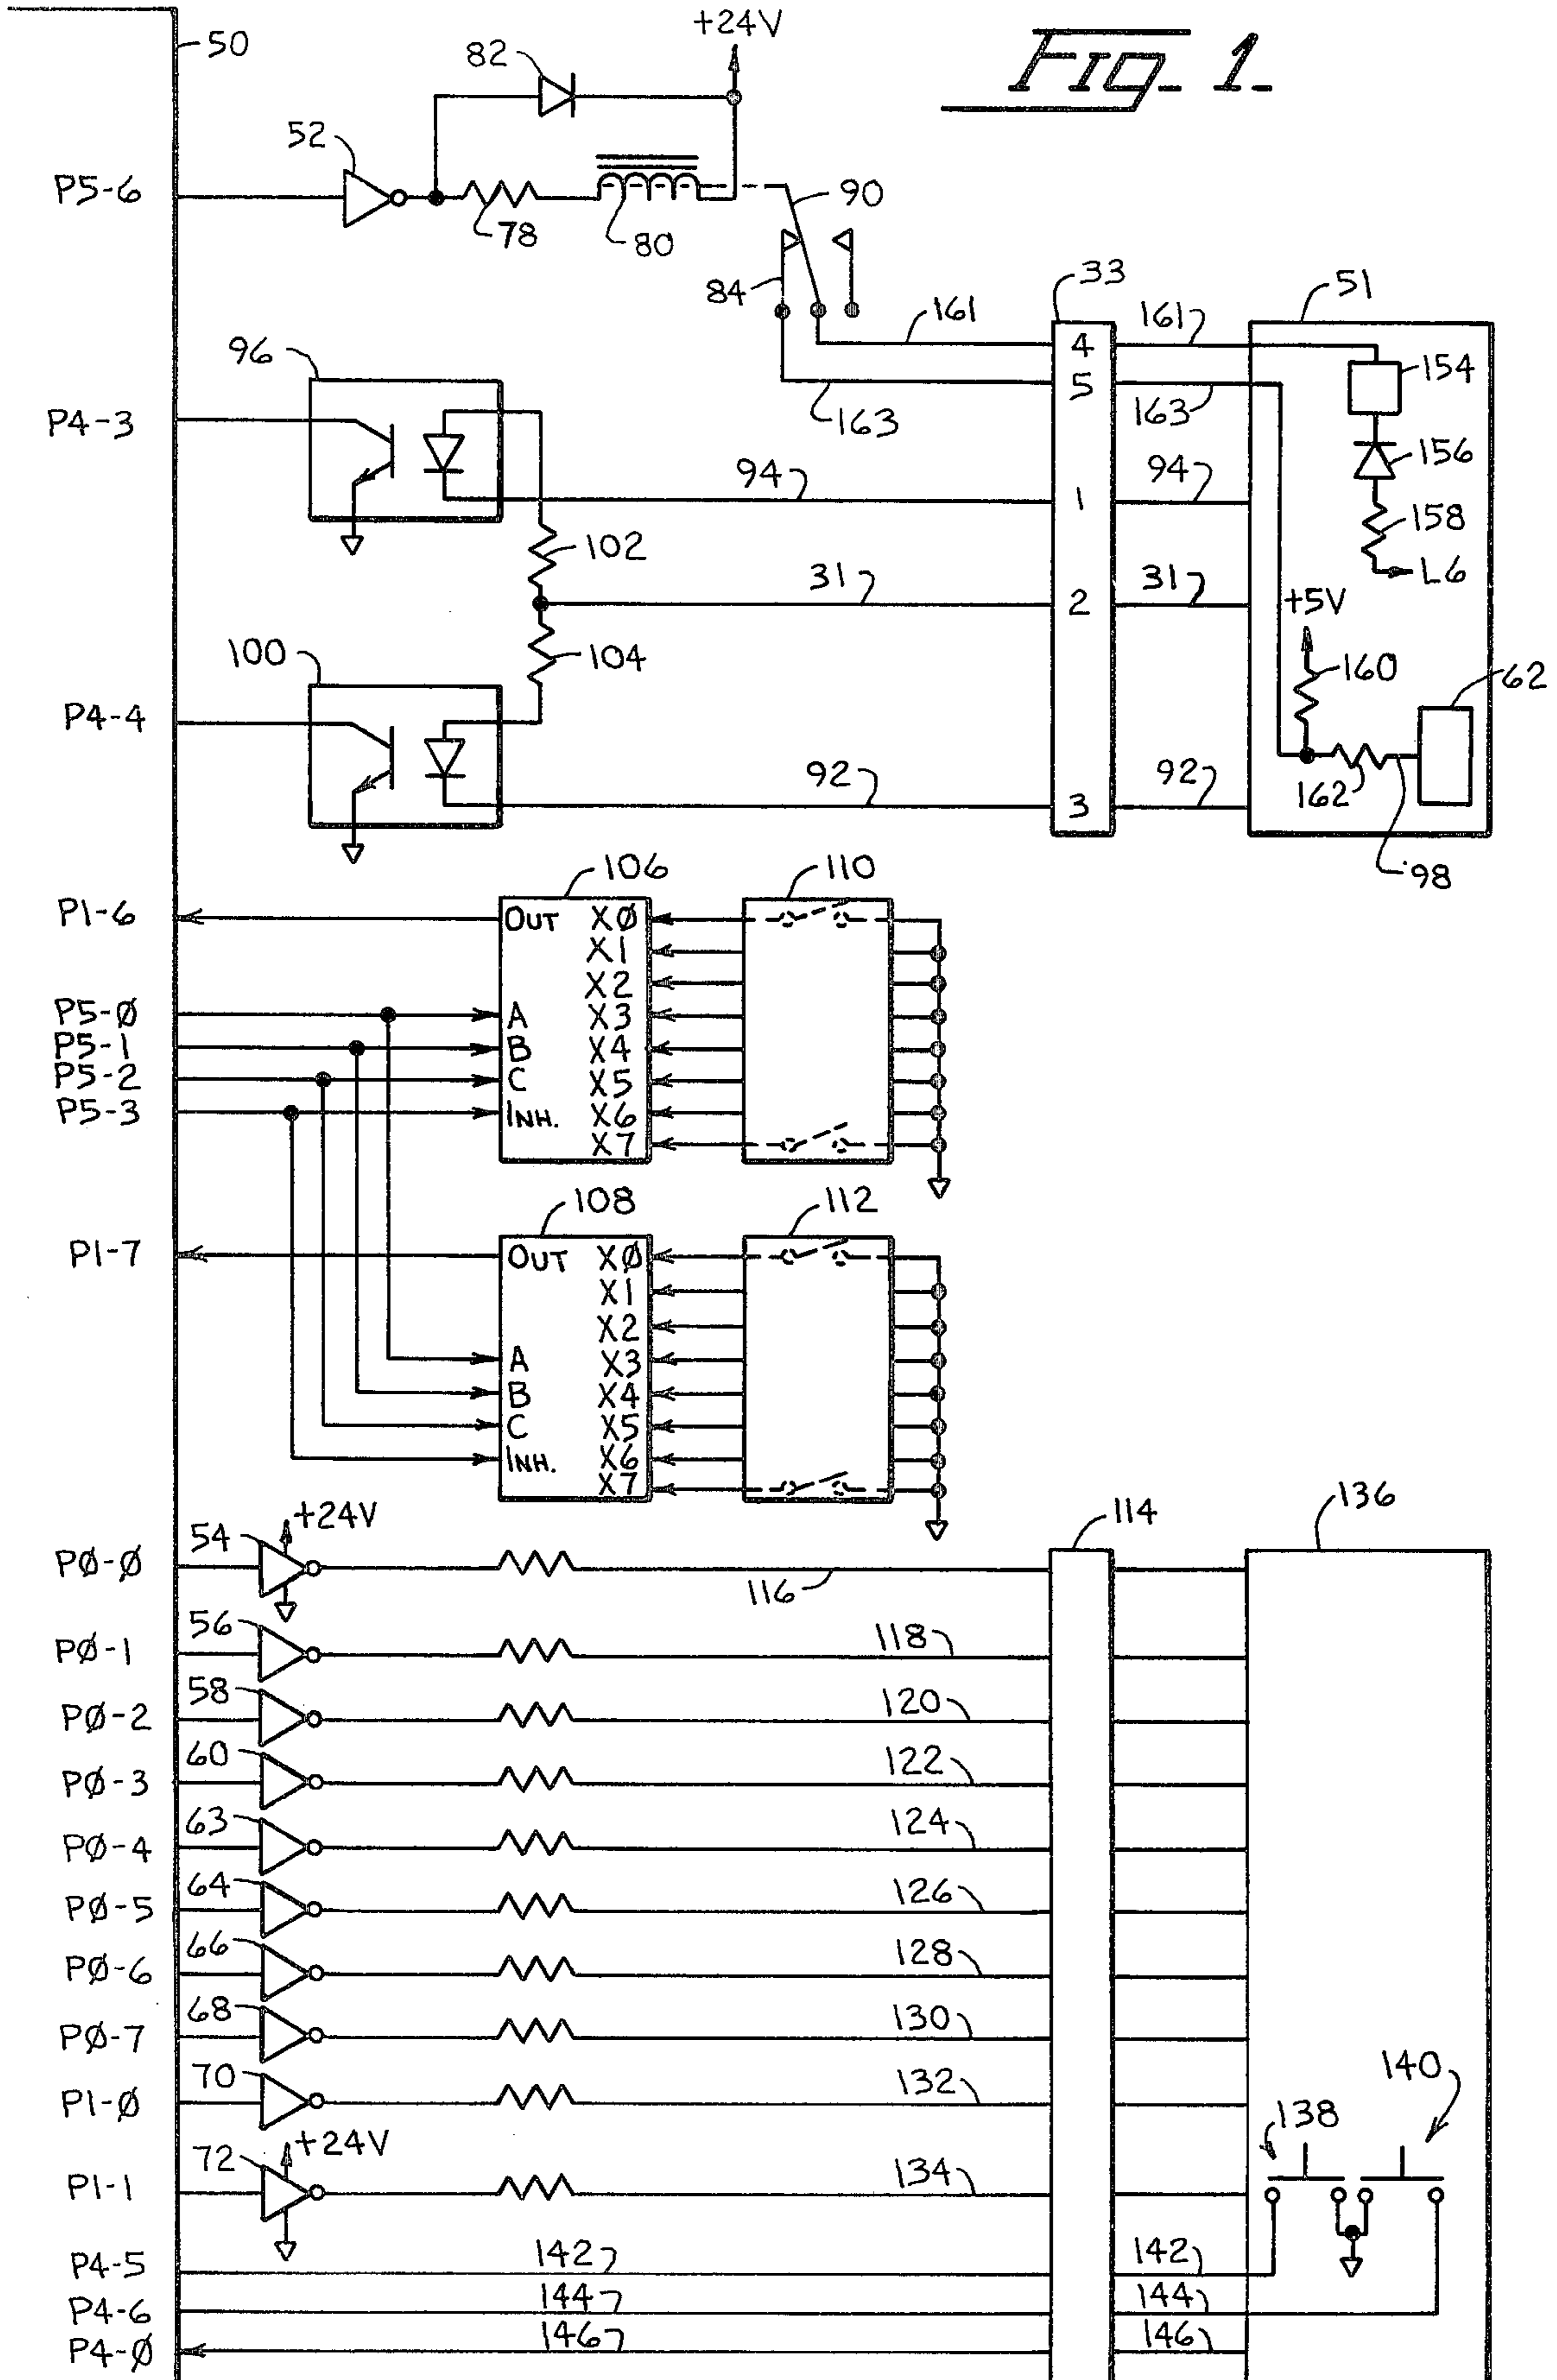 Fig. 1.
50
82
+24V
52
P5-6
78
80
90
84
33
51
161
161
4
154
96
5
163
163
P4-3
156
94
94
1
158
102
L6
31
31
2
+5V
100
104
160
62
P4-4
92
92
162
3
98
106
110
P1-6
OUT XØ
X1
X2
P5-Ø
A X3
P5-1
B X4
P5-2
C X5
P5-3
INH. X6
X7
108
112
P1-7
OUT XØ
X1
X2
A X3
B X4
C X5
INH. X6
X7
+24V
114
136
54
PØ-Ø
116
56
PØ-1
118
58
PØ-2
120
60
PØ-3
122
63
PØ-4
124
64
PØ-5
126
66
PØ-6
128
68
PØ-7
130
140
70
P1-Ø
132
138
+24V
72
P1-1
134
P4-5
142
142
P4-6
144
144
P4-Ø
146
146